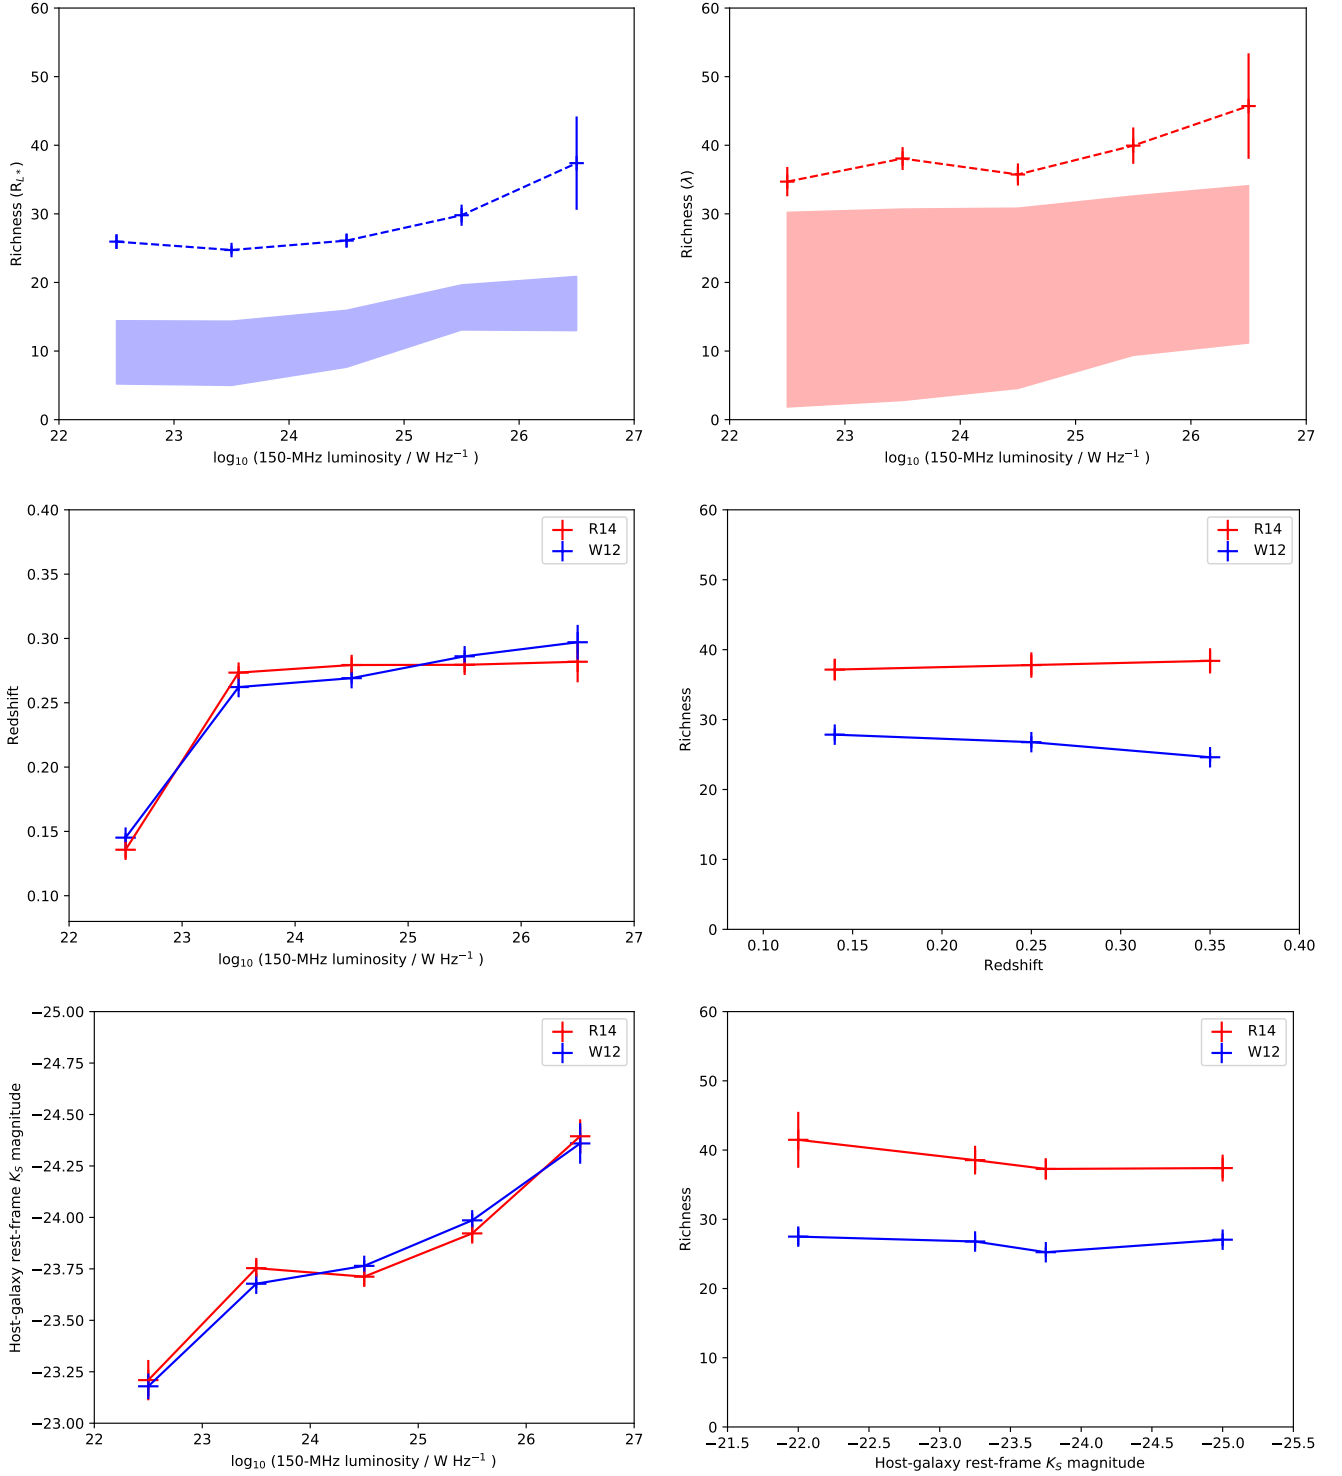 60
50
40
30
20
10
0
Richness (R_{L*})
22 23 24 25 26 27
log₁₀ (150-MHz luminosity / W Hz⁻¹ )
60
50
40
30
20
10
0
Richness (λ)
22 23 24 25 26 27
log₁₀ (150-MHz luminosity / W Hz⁻¹ )
0.40
0.35
0.30
0.25
0.20
0.15
0.10
Redshift
R14
W12
22 23 24 25 26 27
log₁₀ (150-MHz luminosity / W Hz⁻¹ )
60
50
40
30
20
10
0
Richness
R14
W12
0.10 0.15 0.20 0.25 0.30 0.35 0.40
Redshift
−25.00
−24.75
−24.50
−24.25
−24.00
−23.75
−23.50
−23.25
−23.00
Host-galaxy rest-frame K_S magnitude
R14
W12
22 23 24 25 26 27
log₁₀ (150-MHz luminosity / W Hz⁻¹ )
60
50
40
30
20
10
0
Richness
R14
W12
−21.5 −22.0 −22.5 −23.0 −23.5 −24.0 −24.5 −25.0 −25.5
Host-galaxy rest-frame K_S magnitude